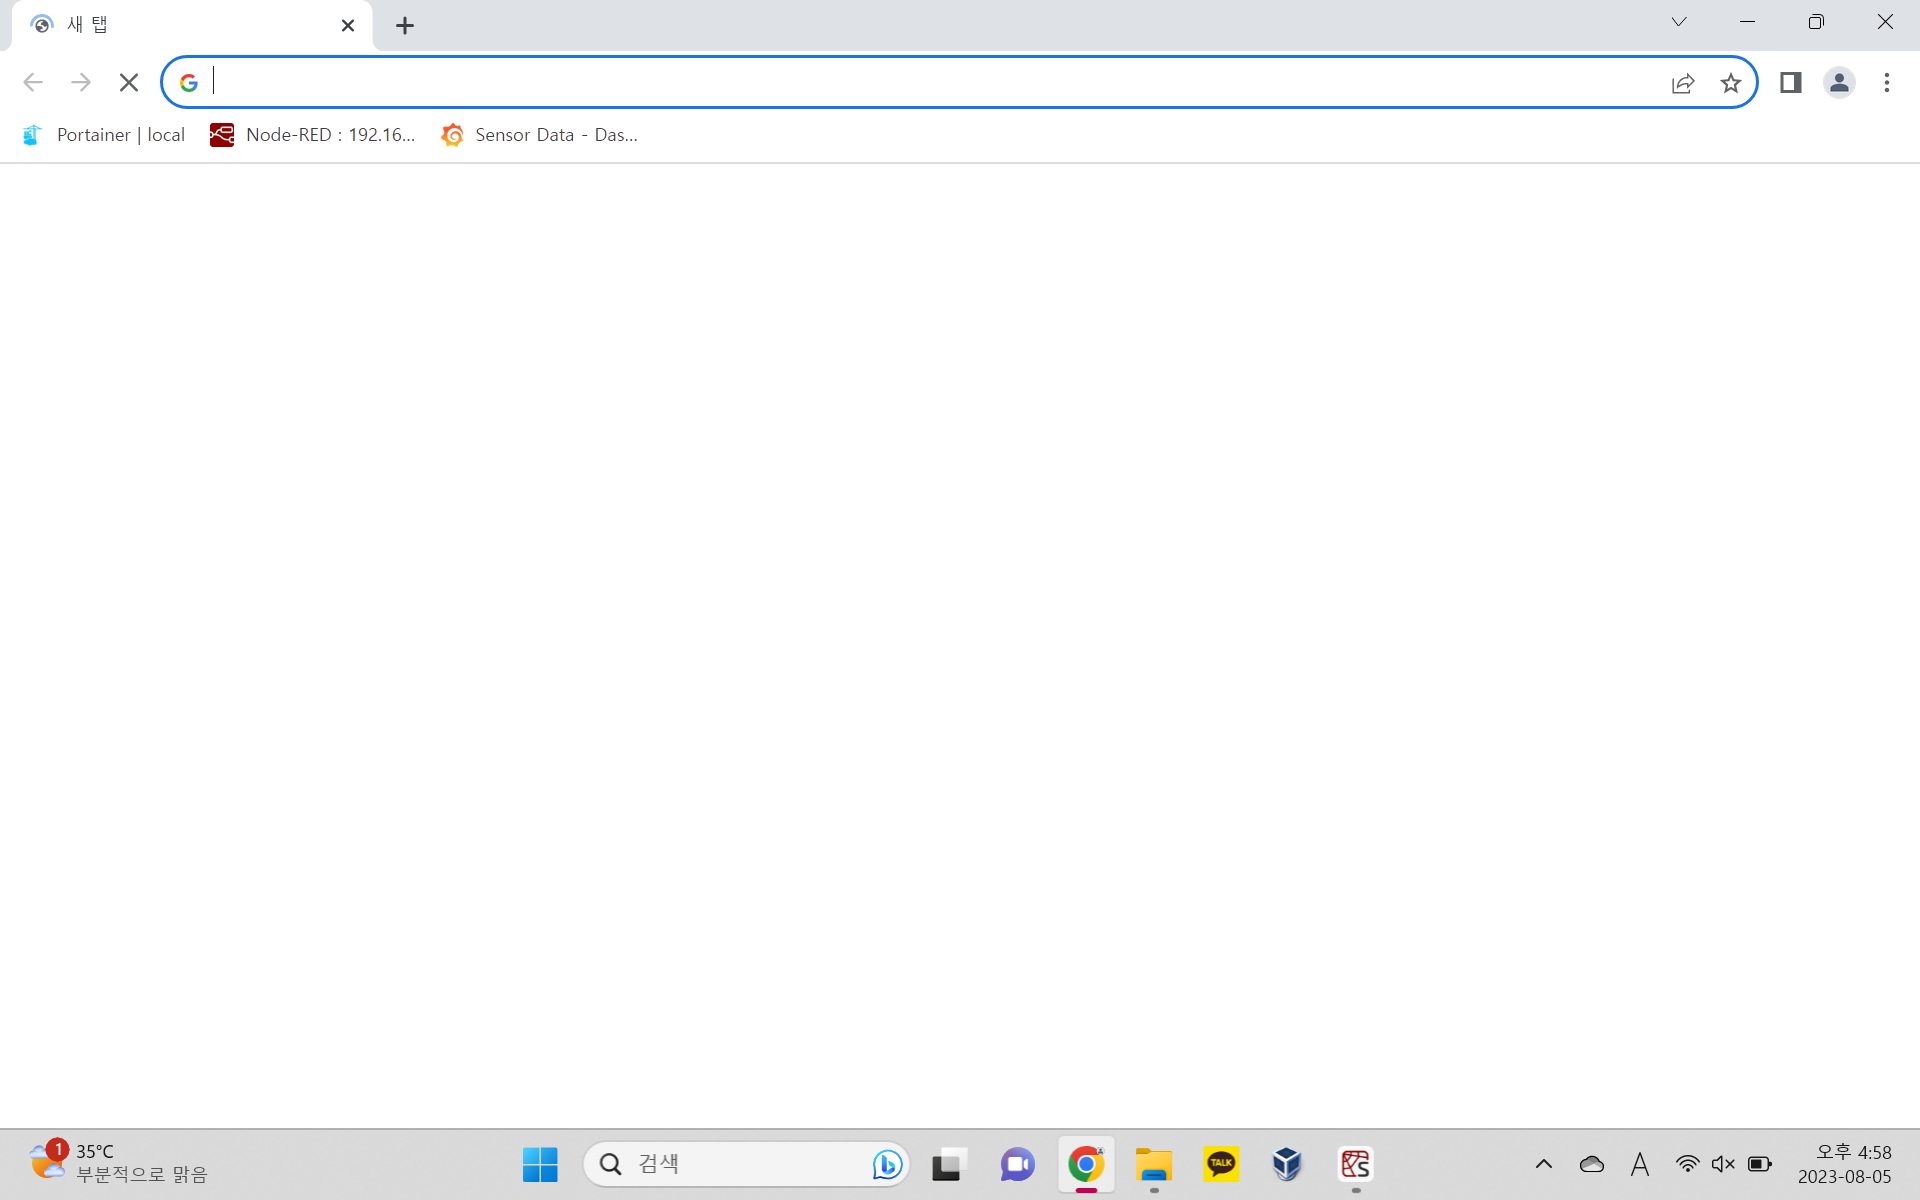 새 탭
Portainer | local
Node-RED : 192.16...
Sensor Data - Das...
1
35°C
부분적으로 맑음
검색
TALK
S
A
오후 4:58
2023-08-05